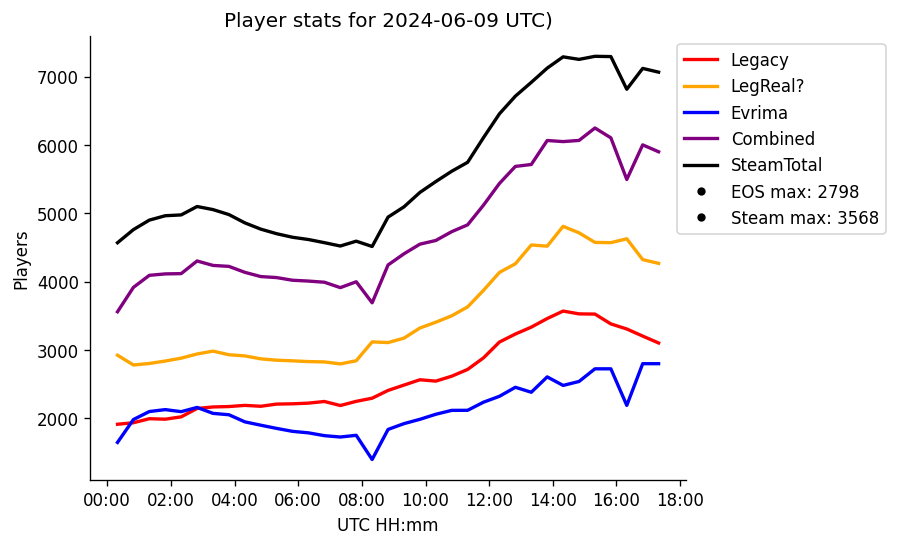 Player stats for 2024-06-09 UTC)
Legacy
LegReal?
Evrima
Combined
SteamTotal
EOS max: 2798
Steam max: 3568
Players
7000
6000
5000
4000
3000
2000
00:00 02:00 04:00 06:00 08:00 10:00 12:00 14:00 16:00 18:00
UTC HH:mm